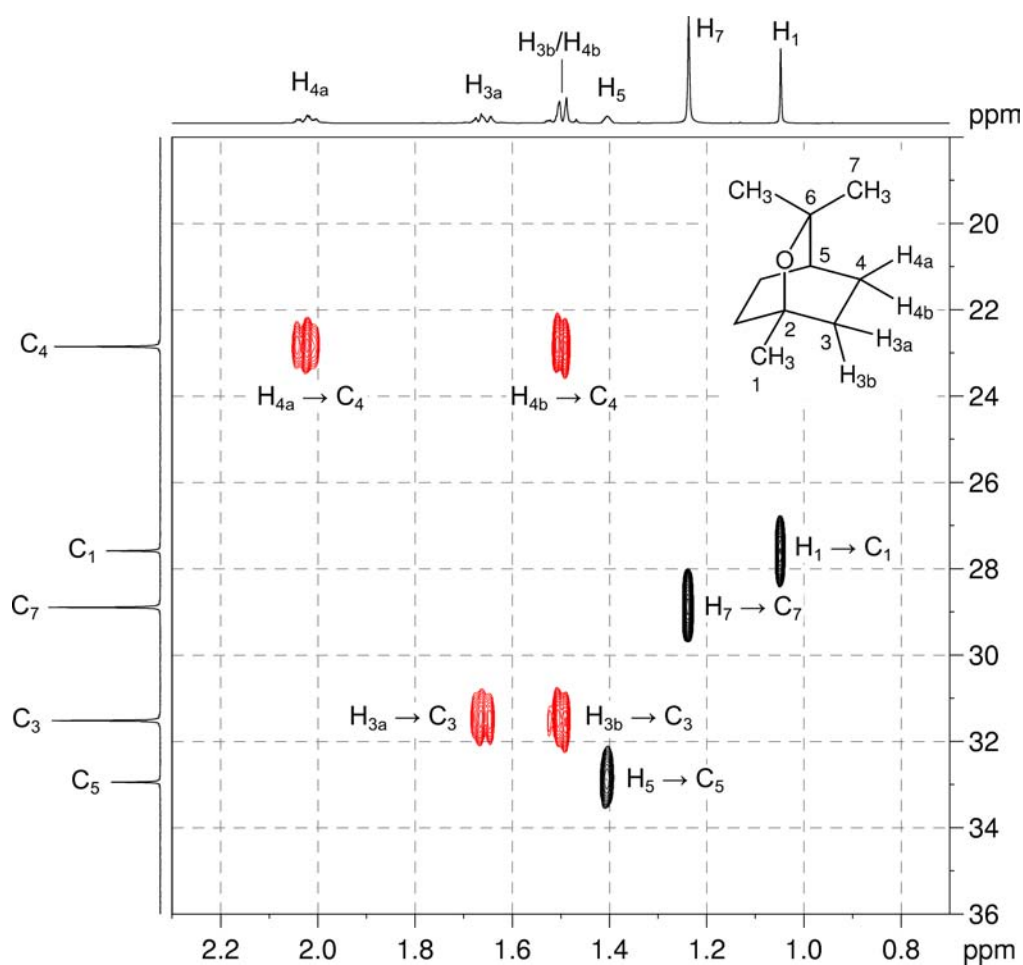 H₄ₐ
H₃ₐ
H₃b/H₄b
H₅
H₇
H₁
ppm
C₄
C₁
C₇
C₃
C₅
CH₃
6
7
CH₃
O
5
4
H₄ₐ
H₄b
2
3
H₃ₐ
H₃b
CH₃
1
H₄ₐ → C₄
H₄b → C₄
H₁ → C₁
H₇ → C₇
H₃ₐ → C₃
H₃b → C₃
H₅ → C₅
20
22
24
26
28
30
32
34
36
2.2
2.0
1.8
1.6
1.4
1.2
1.0
0.8
ppm